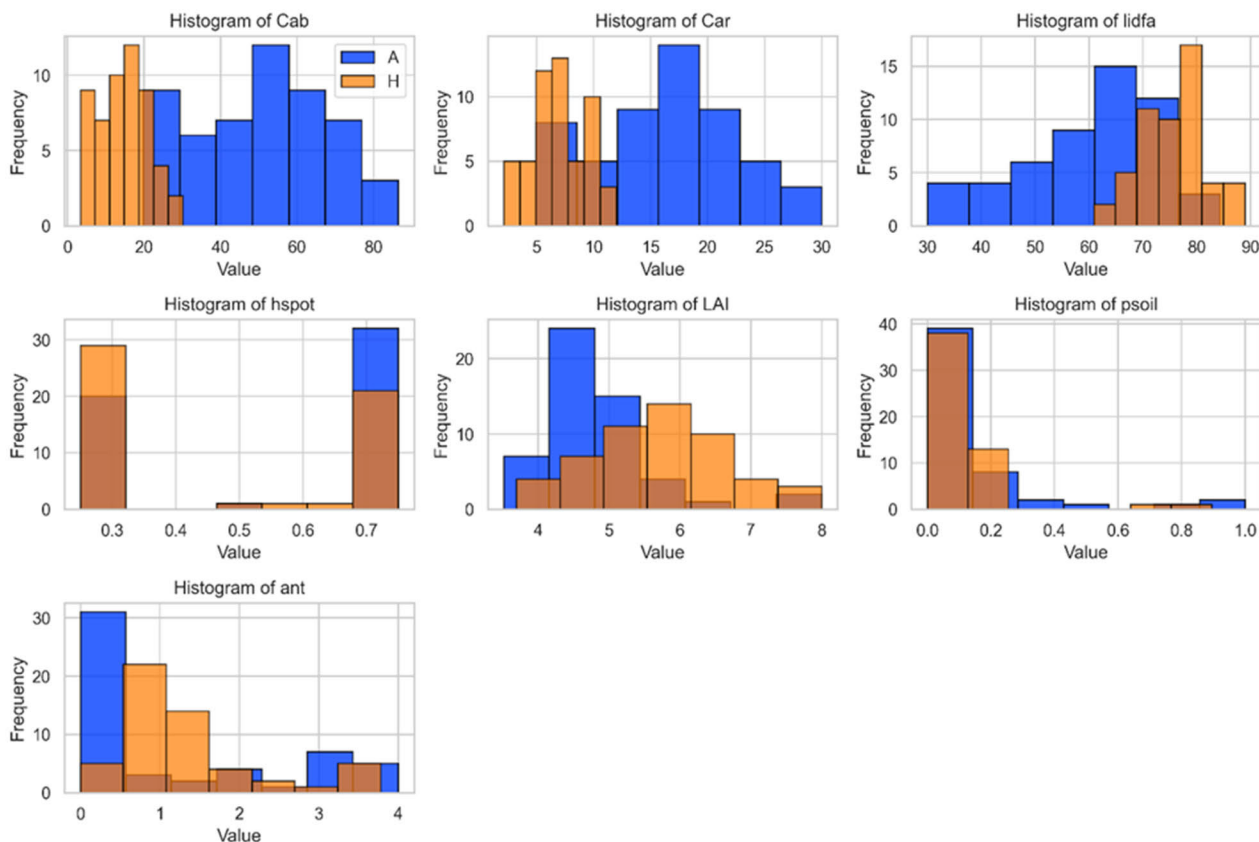 Histogram of Cab
Histogram of Car
Histogram of lidfa
Frequency
10
5
0
A
H
0 20 40 60 80
Value
Frequency
10
5
0
5 10 15 20 25 30
Value
Frequency
15
10
5
0
30 40 50 60 70 80 90
Value
Histogram of hspot
Histogram of LAI
Histogram of psoil
Frequency
30
20
10
0
0.3 0.4 0.5 0.6 0.7
Value
Frequency
20
10
0
4 5 6 7 8
Value
Frequency
40
30
20
10
0
0.0 0.2 0.4 0.6 0.8 1.0
Value
Histogram of ant
Frequency
30
20
10
0
0 1 2 3 4
Value